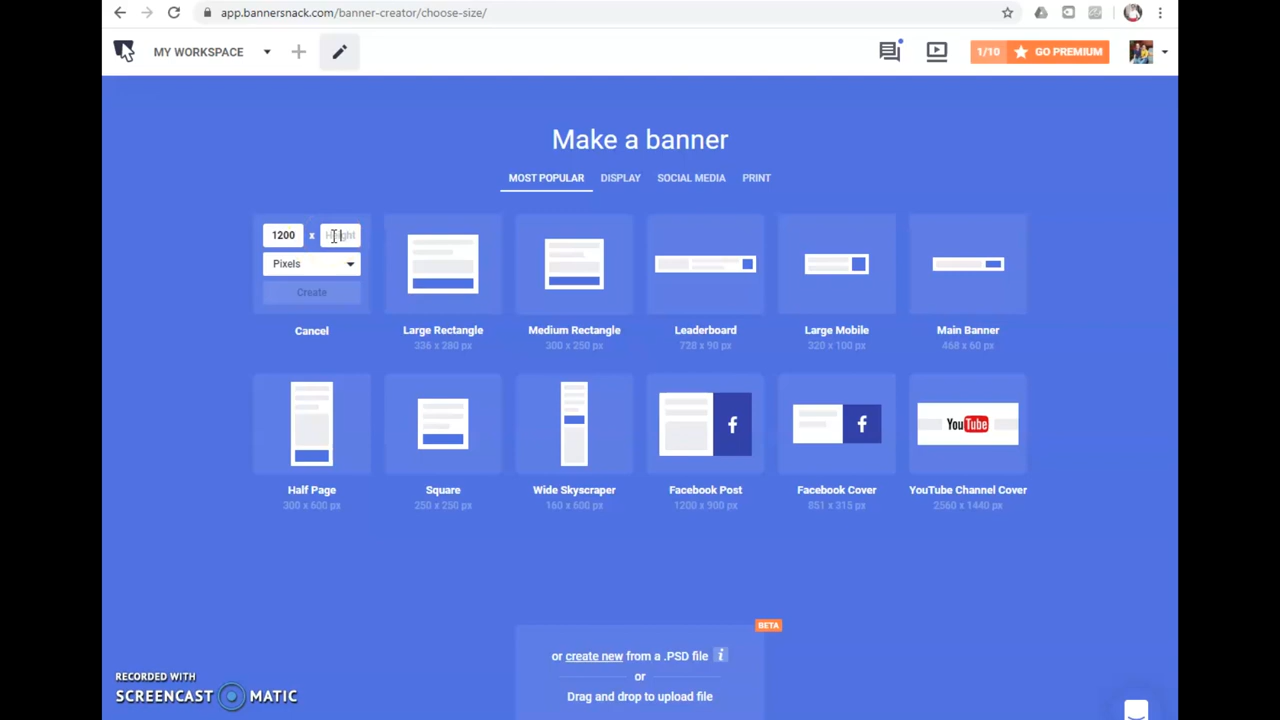 app.bannersnack.com/banner-creator/choose-size/
MY WORKSPACE
1/10 GO PREMIUM
Make a banner
MOST POPULAR DISPLAY SOCIAL MEDIA PRINT
1200 x Height
Pixels
Create
Cancel
Large Rectangle
336 x 280 px
Medium Rectangle
300 x 250 px
Leaderboard
728 x 90 px
Large Mobile
320 x 100 px
Main Banner
468 x 60 px
YouTube
Half Page
300 x 600 px
Square
250 x 250 px
Wide Skyscraper
160 x 600 px
Facebook Post
1200 x 900 px
Facebook Cover
851 x 315 px
YouTube Channel Cover
2560 x 1440 px
BETA
or create new from a .PSD file i
or
Drag and drop to upload file
RECORDED WITH
SCREENCAST MATIC